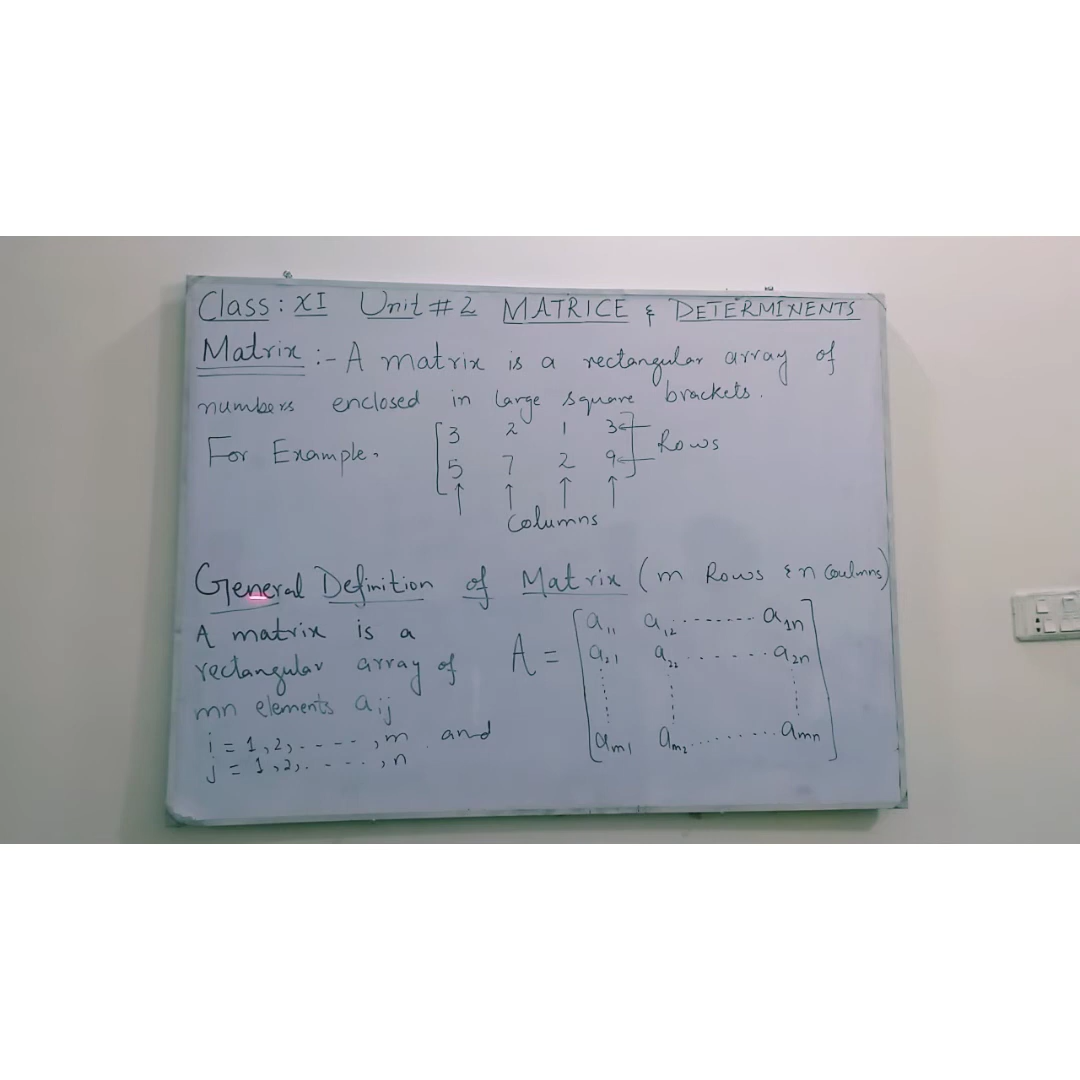 Class: XI Unit # 2 MATRICE & DETERMINENTS
Matrix :- A matrix is a rectangular array of
numbers enclosed in large square brackets.
For Example. [3 2 1 3
5 7 2 9] Rows
Columns
General Definition of Matrix (m Rows & n Coulmns)
A matrix is a
rectangular array of
mn elements aij
i = 1,2,-----,m and
j = 1,2,.----.,n
A = [a11 a12 -------- a1n
a21 a22 ------- a2n
am1 am2 ......... amn]